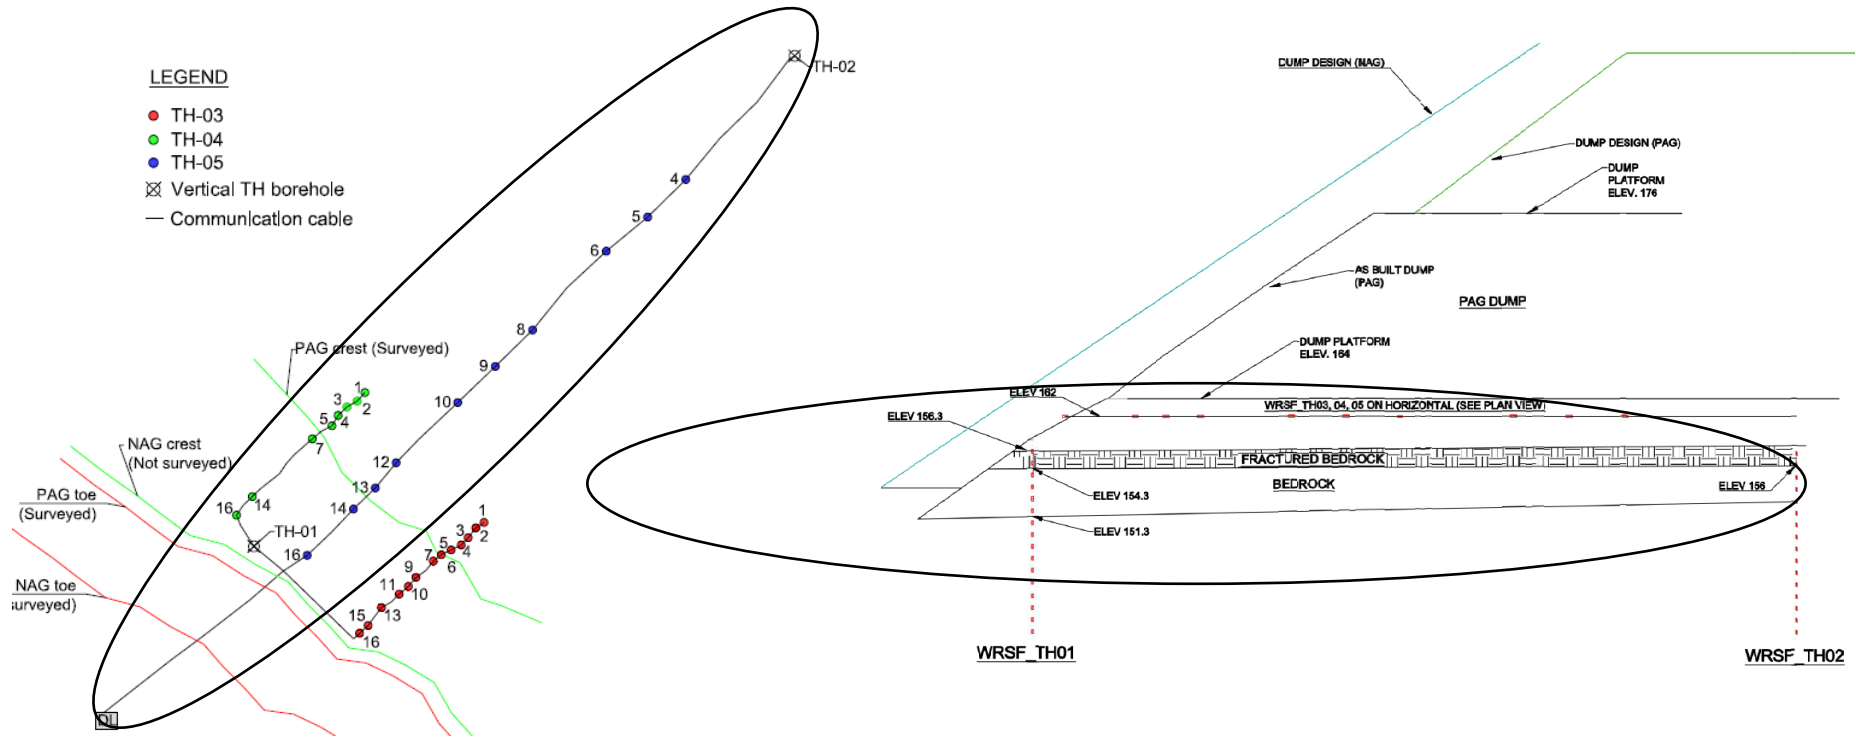 LEGEND
TH-03
TH-04
TH-05
Vertical TH borehole
Communication cable
TH-02
4
5
6
8
9
10
12
13
14
16
PAG crest (Surveyed)
1
3
2
5
4
7
14
16
TH-01
NAG crest
(Not surveyed)
PAG toe
(Surveyed)
NAG toe
urveyed)
1
3
2
5
4
7
6
9
11
10
15
13
16
DL
DUMP DESIGN (NAG)
DUMP DESIGN (PAG)
DUMP
PLATFORM
ELEV. 176
AS BUILT DUMP
(PAG)
PAG DUMP
DUMP PLATFORM
ELEV. 164
ELEV 162
WRSF_TH03, 04, 05 ON HORIZONTAL (SEE PLAN VIEW)
ELEV 156.3
FRACTURED BEDROCK
BEDROCK
ELEV 156
ELEV 154.3
ELEV 151.3
WRSF_TH01
WRSF_TH02